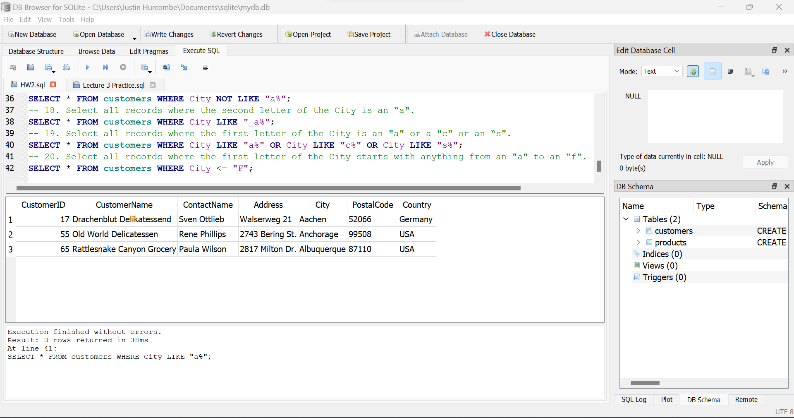 DB Browser for SQLite - C:\Users\Justin Hurcombe\Documents\sqlite\mydb.db
File Edit View Tools Help
New Database Open Database Write Changes Revert Changes Open Project Save Project Attach Database Close Database
Database Structure Browse Data Edit Pragmas Execute SQL
HW2.sql Lecture 3 Practice.sql
36 SELECT * FROM customers WHERE City NOT LIKE "a%";
37 -- 18. Select all records where the second letter of the City is an "a".
38 SELECT * FROM customers WHERE City LIKE "_a%";
39 -- 19. Select all records where the first letter of the City is an "a" or a "c" or an "s".
40 SELECT * FROM customers WHERE City LIKE "a%" OR City LIKE "c%" OR City LIKE "s%";
41 -- 20. Select all records where the first letter of the City starts with anything from an "a" to an "f".
42 SELECT * FROM customers WHERE City <= "F";
CustomerID CustomerName ContactName Address City PostalCode Country
1 17 Drachenblut Delikatessend Sven Ottlieb Walserweg 21 Aachen 52066 Germany
2 55 Old World Delicatessen Rene Phillips 2743 Bering St. Anchorage 99508 USA
3 65 Rattlesnake Canyon Grocery Paula Wilson 2817 Milton Dr. Albuquerque 87110 USA
Execution finished without errors.
Result: 3 rows returned in 38ms
At line 41:
SELECT * FROM customers WHERE City LIKE "a%";
Edit Database Cell
Mode: Text
NULL
Type of data currently in cell: NULL
0 byte(s)
Apply
DB Schema
Name Type Schema
Tables (2)
customers CREATE
products CREATE
Indices (0)
Views (0)
Triggers (0)
SQL Log Plot DB Schema Remote
UTF-8